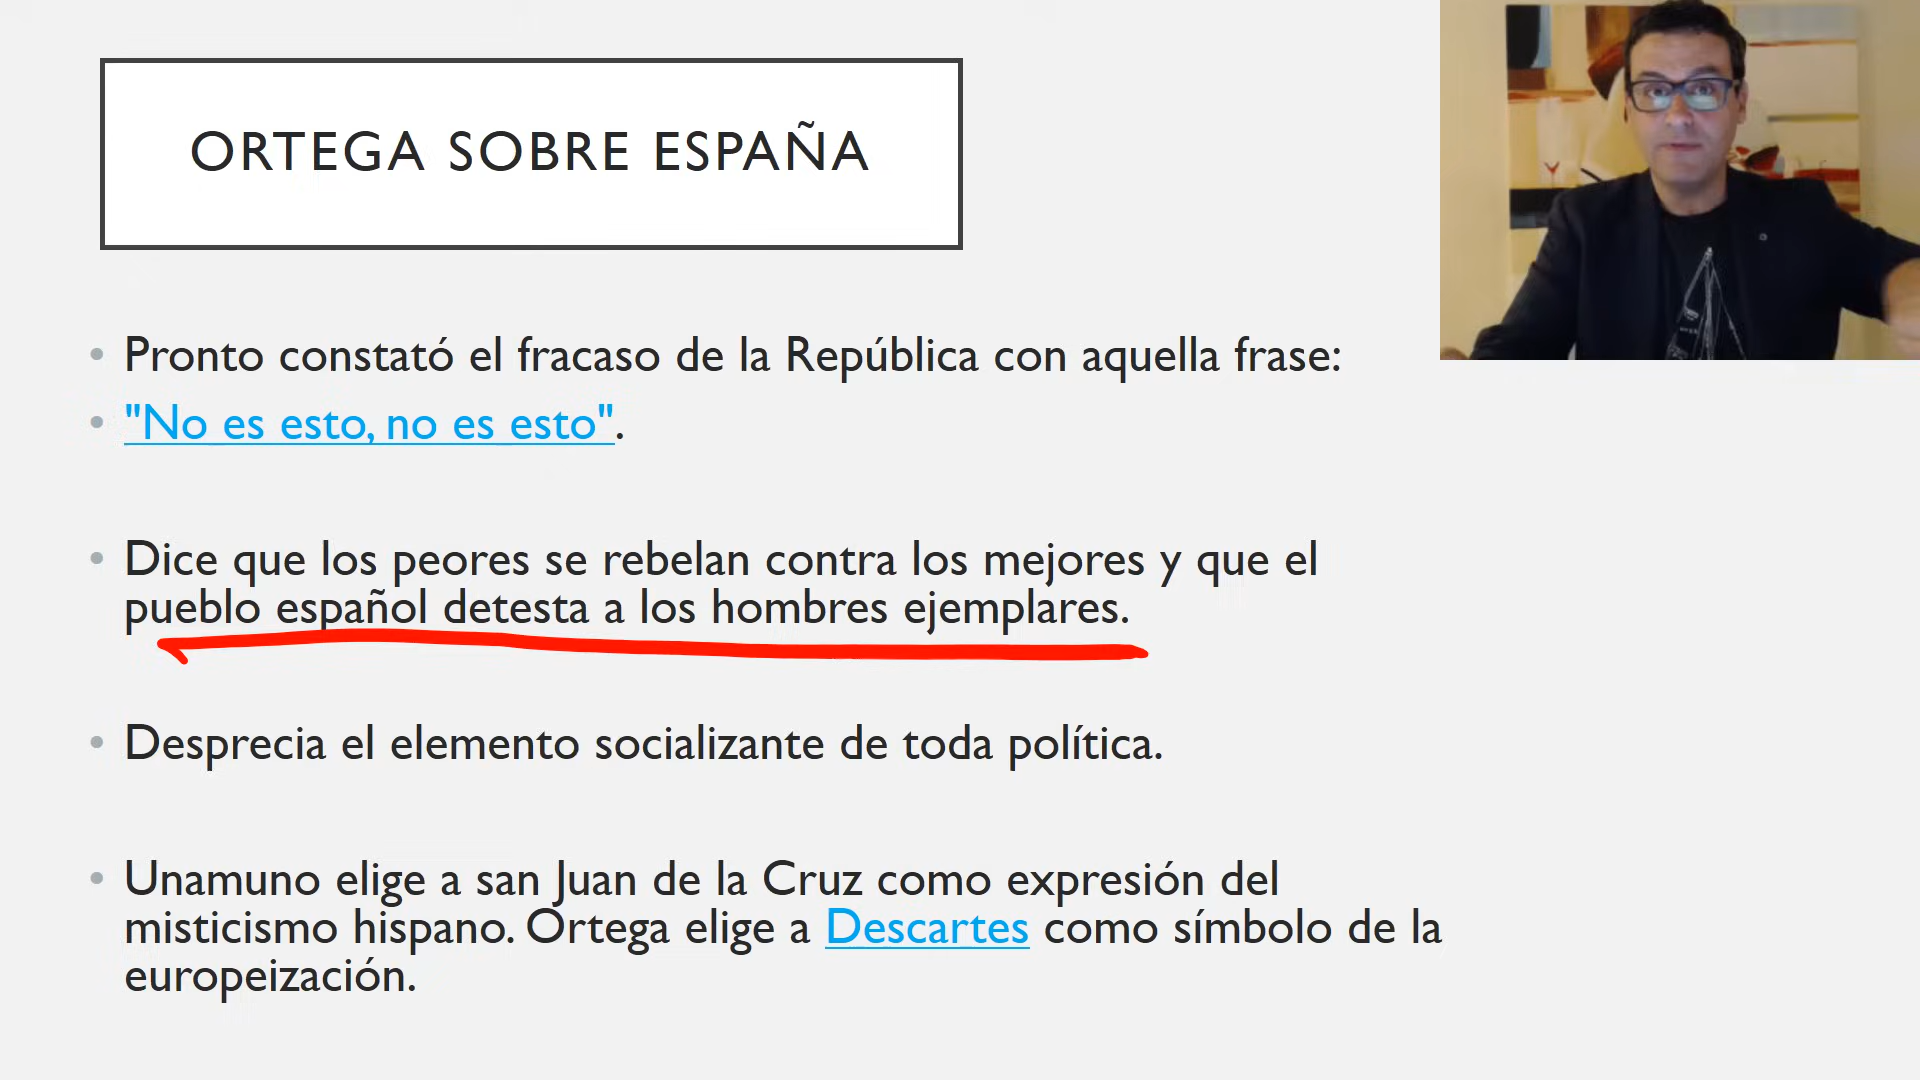 ORTEGA SOBRE ESPAÑA
• Pronto constató el fracaso de la República con aquella frase:
• "No es esto, no es esto".
• Dice que los peores se rebelan contra los mejores y que el
pueblo español detesta a los hombres ejemplares.
• Desprecia el elemento socializante de toda política.
• Unamuno elige a san Juan de la Cruz como expresión del
misticismo hispano. Ortega elige a Descartes como símbolo de la
europeización.